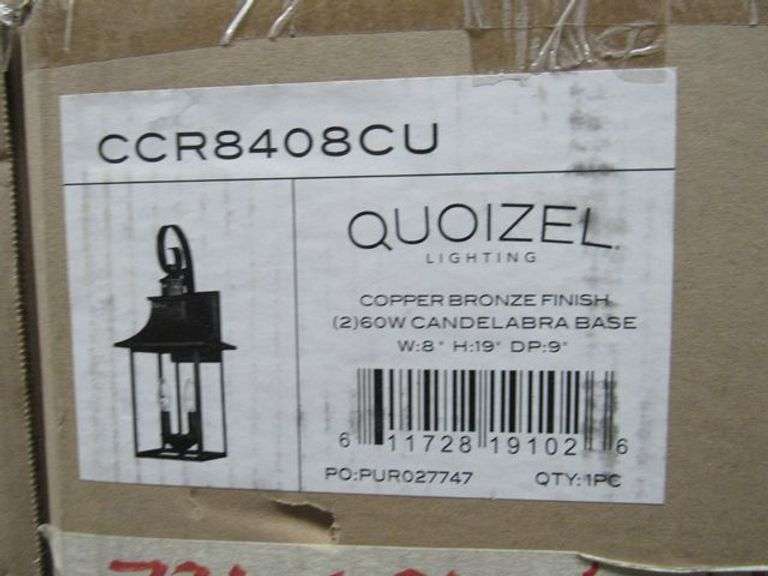 CCR8408CU
QUOIZEL.
LIGHTING
COPPER BRONZE FINISH
(2)60W CANDELABRA BASE
W:8" H:19" DP:9"
6 11728 19102 6
PO:PUR027747 QTY:1PC